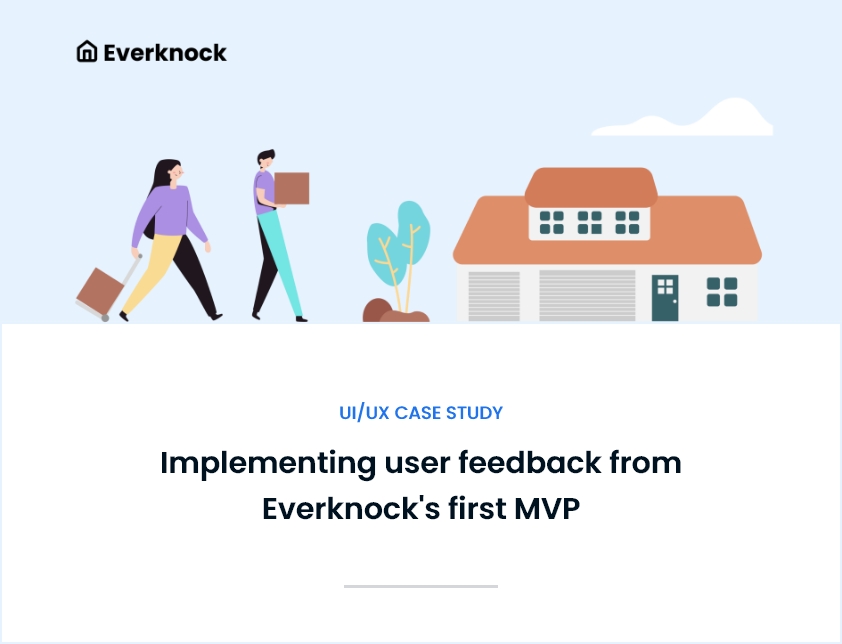 Everknock
UI/UX CASE STUDY
Implementing user feedback from
Everknock's first MVP